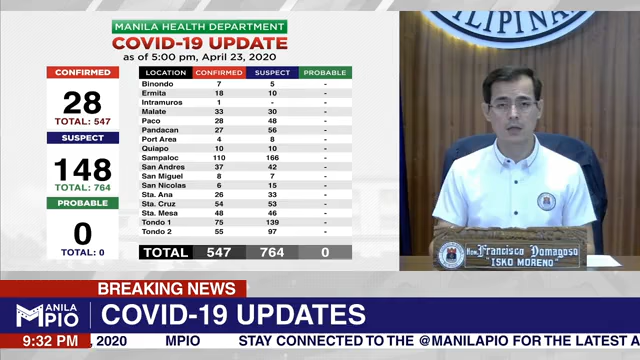 MANILA HEALTH DEPARTMENT
COVID-19 UPDATE
as of 5:00 pm, April 23, 2020
CONFIRMED
28
TOTAL: 547
SUSPECT
148
TOTAL: 764
PROBABLE
0
TOTAL: 0
LOCATION CONFIRMED SUSPECT PROBABLE
Binondo 7 5 -
Ermita 18 10 -
Intramuros 1 - -
Malate 33 30 -
Paco 28 48 -
Pandacan 27 56 -
Port Area 4 8 -
Quiapo 10 10 -
Sampaloc 110 166 -
San Andres 37 42 -
San Miguel 8 7 -
San Nicolas 6 15 -
Sta. Ana 26 33 -
Sta. Cruz 54 53 -
Sta. Mesa 48 46 -
Tondo 1 75 139 -
Tondo 2 55 97 -
TOTAL 547 764 0
PILIPINA
Hon. Francisco Domagoso
"ISKO MORENO"
BREAKING NEWS
MANILA
PIO
COVID-19 UPDATES
9:32 PM , 2020 MPIO STAY CONNECTED TO THE @MANILAPIO FOR THE LATEST A